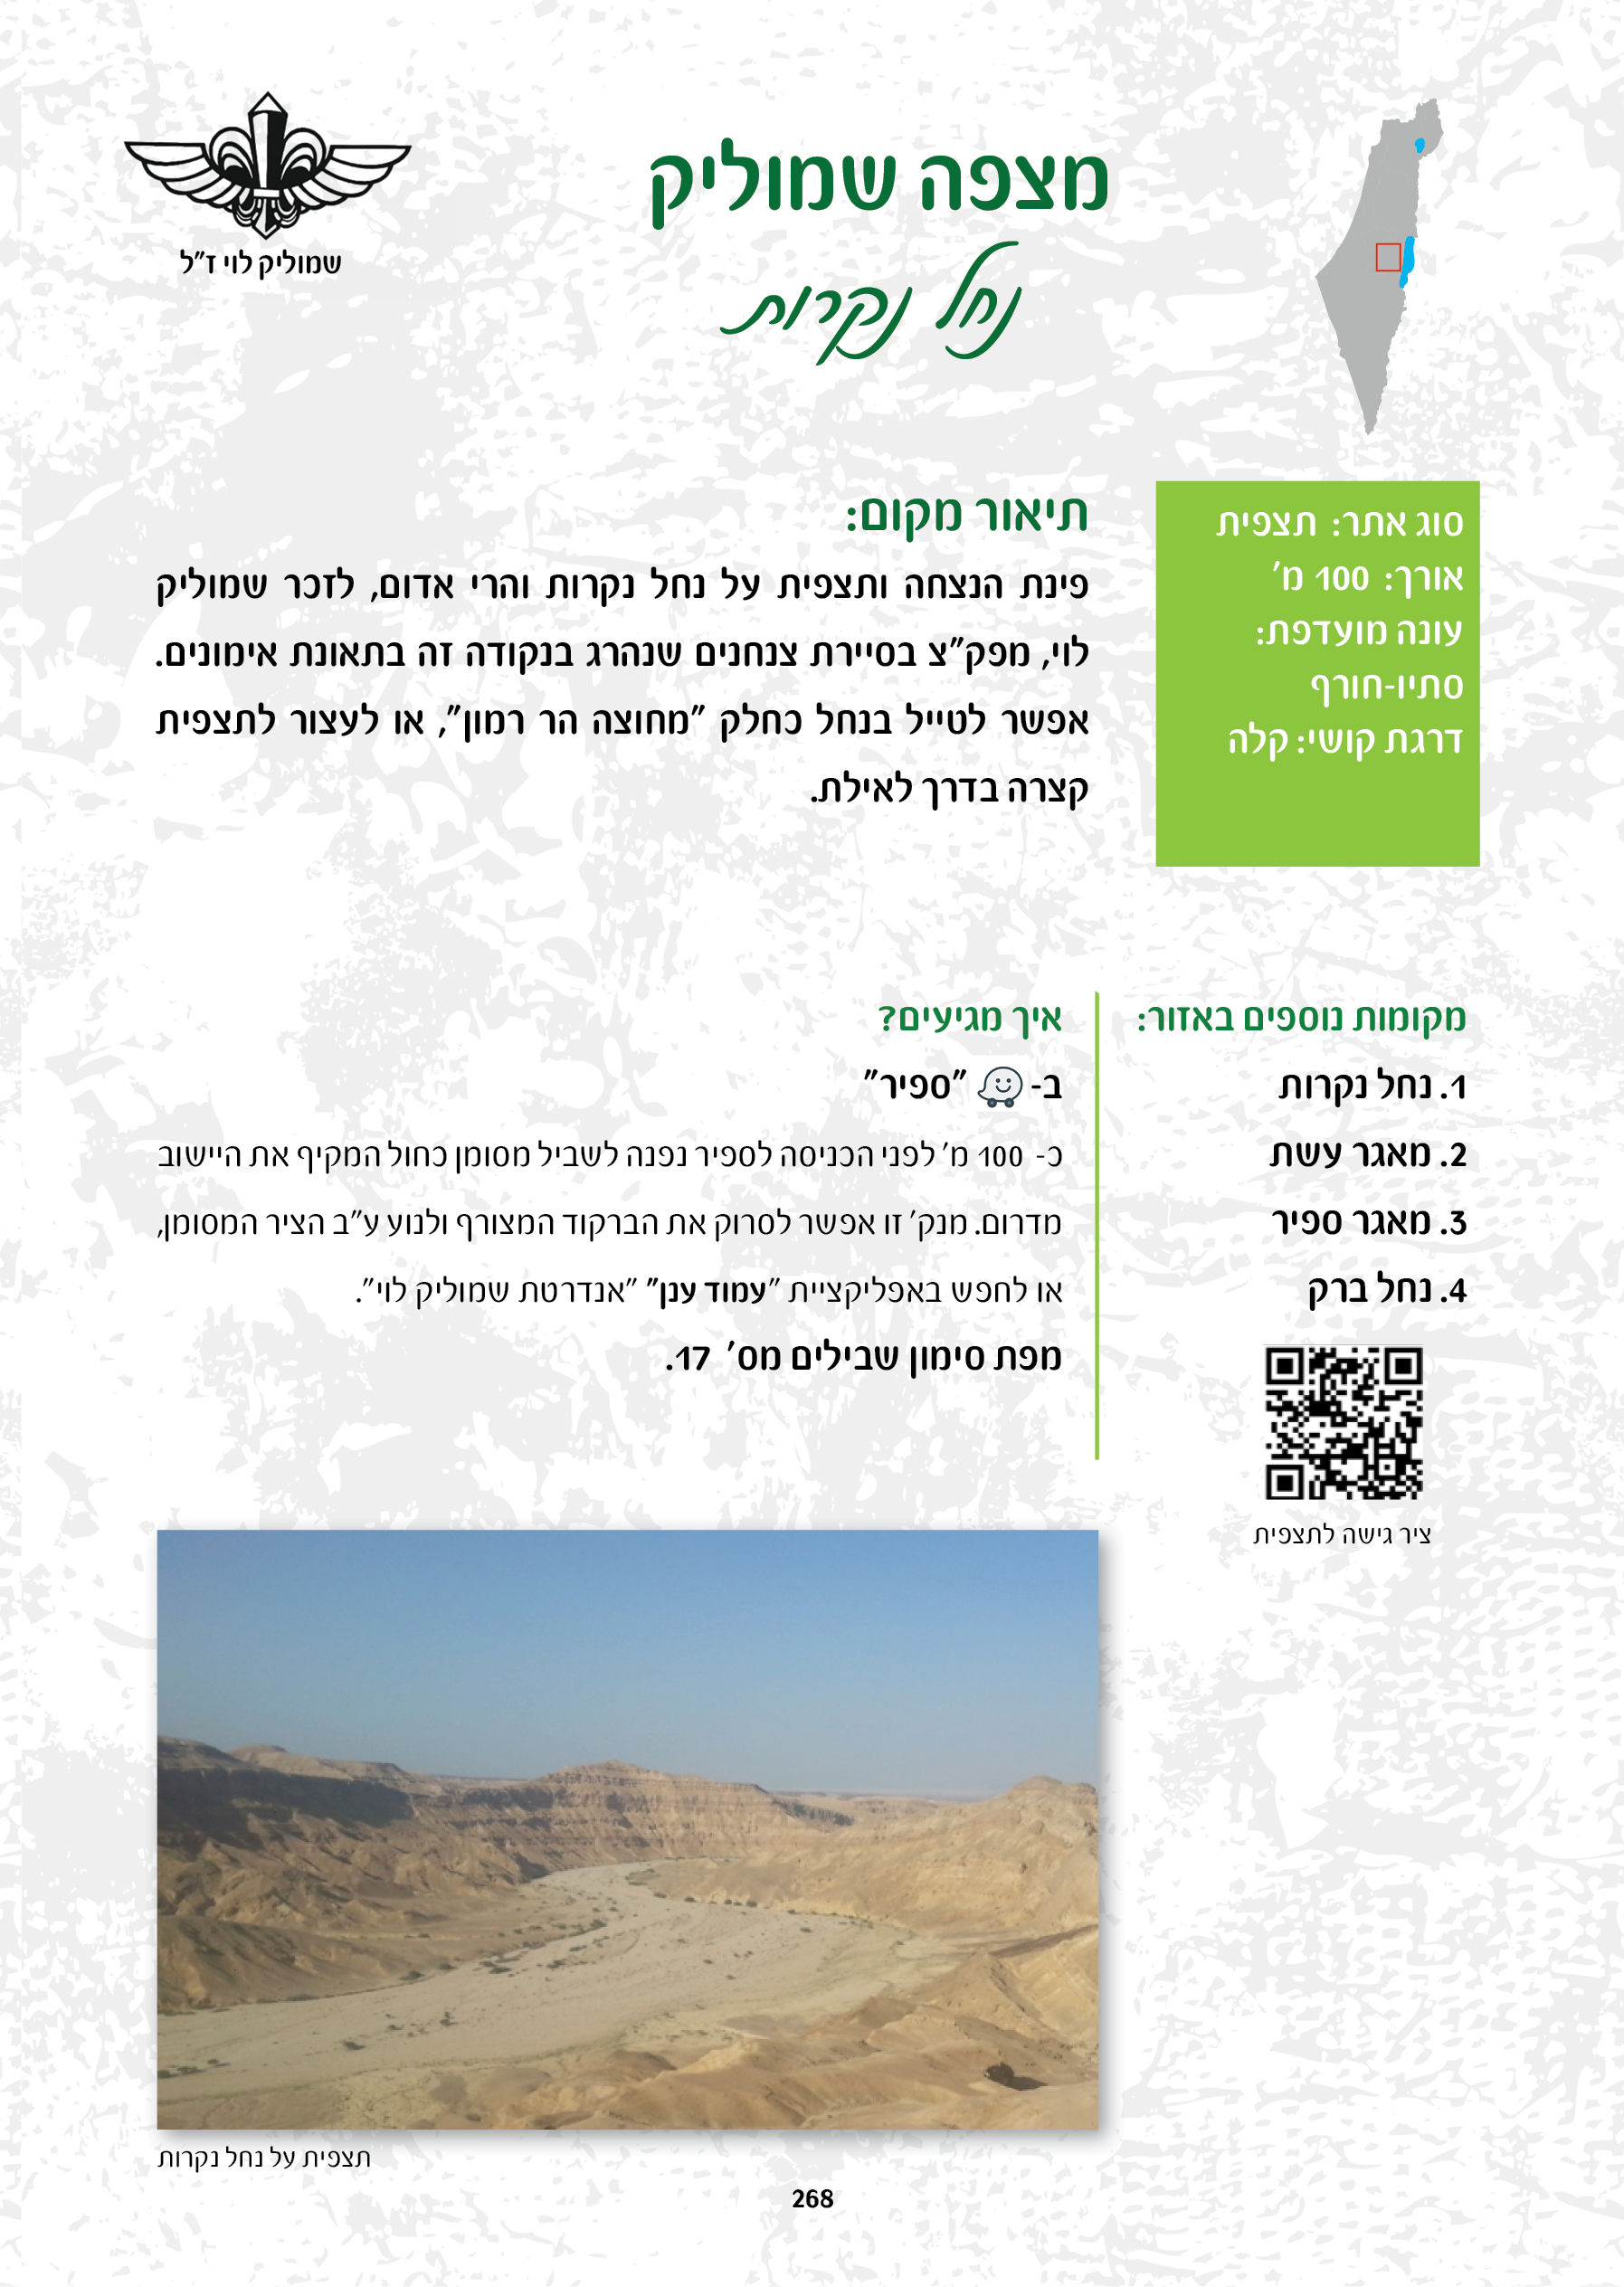 מצפה שמוליק
נחל נקרות
שמוליק לוי ז"ל
סוג אתר: תצפית
אורך: 100 מ'
עונה מועדפת:
סתיו-חורף
דרגת קושי: קלה
תיאור מקום:
פינת הנצחה ותצפית על נחל נקרות והרי אדום, לזכר שמוליק
לוי, מפק"צ בסיירת צנחנים שנהרג בנקודה זה בתאונת אימונים.
אפשר לטייל בנחל כחלק "מחוצה הר רמון", או לעצור לתצפית
קצרה בדרך לאילת.
מקומות נוספים באזור:
1. נחל נקרות
2. מאגר עשת
3. מאגר ספיר
4. נחל ברק
ציר גישה לתצפית
איך מגיעים?
ב- "ספיר"
כ- 100 מ' לפני הכניסה לספיר נפנה לשביל מסומן כחול המקיף את היישוב
מדרום. מנק' זו אפשר לסרוק את הברקוד המצורף ולנוע ע"ב הציר המסומן,
או לחפש באפליקציית "עמוד ענן" "אנדרטת שמוליק לוי".
מפת סימון שבילים מס' 17.
תצפית על נחל נקרות
268